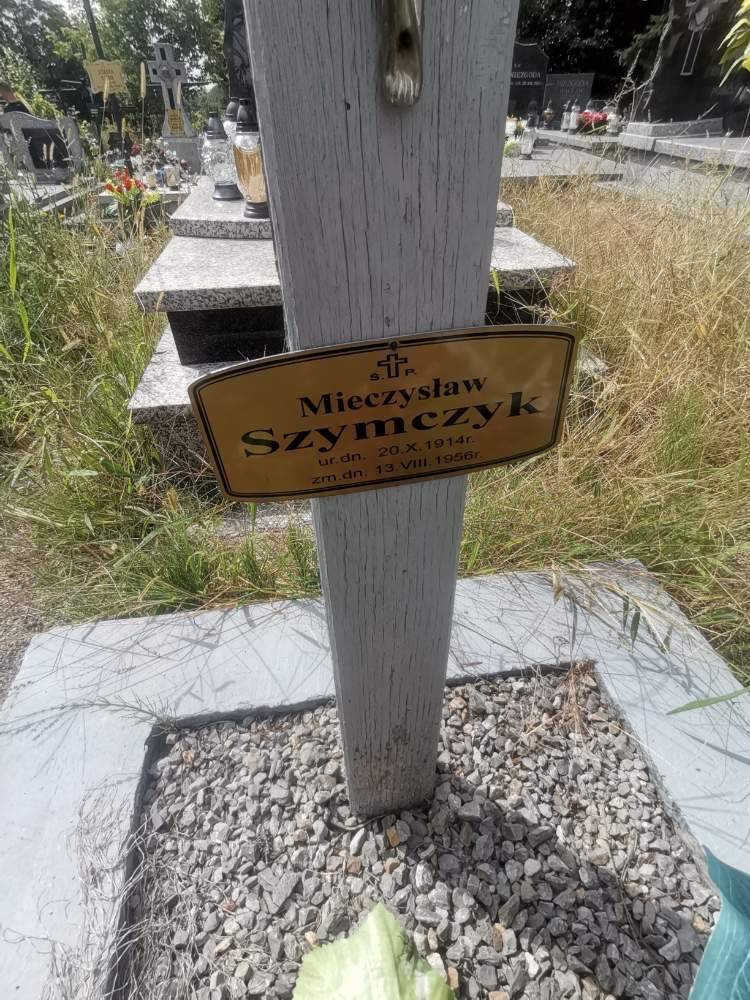 Ś. P.
Mieczysław
Szymczyk
ur.dn. 20.X.1914r.
zm.dn. 13.VIII.1956r.